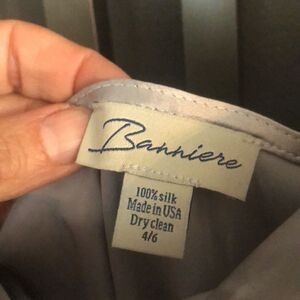 Banniere
100% silk
Made in USA
Dry clean
4/6